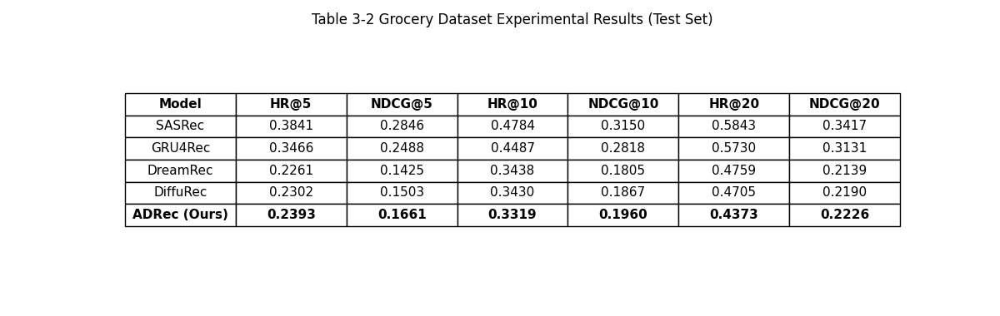 Table 3-2 Grocery Dataset Experimental Results (Test Set)
Model HR@5 NDCG@5 HR@10 NDCG@10 HR@20 NDCG@20
SASRec 0.3841 0.2846 0.4784 0.3150 0.5843 0.3417
GRU4Rec 0.3466 0.2488 0.4487 0.2818 0.5730 0.3131
DreamRec 0.2261 0.1425 0.3438 0.1805 0.4759 0.2139
DiffuRec 0.2302 0.1503 0.3430 0.1867 0.4705 0.2190
ADRec (Ours) 0.2393 0.1661 0.3319 0.1960 0.4373 0.2226